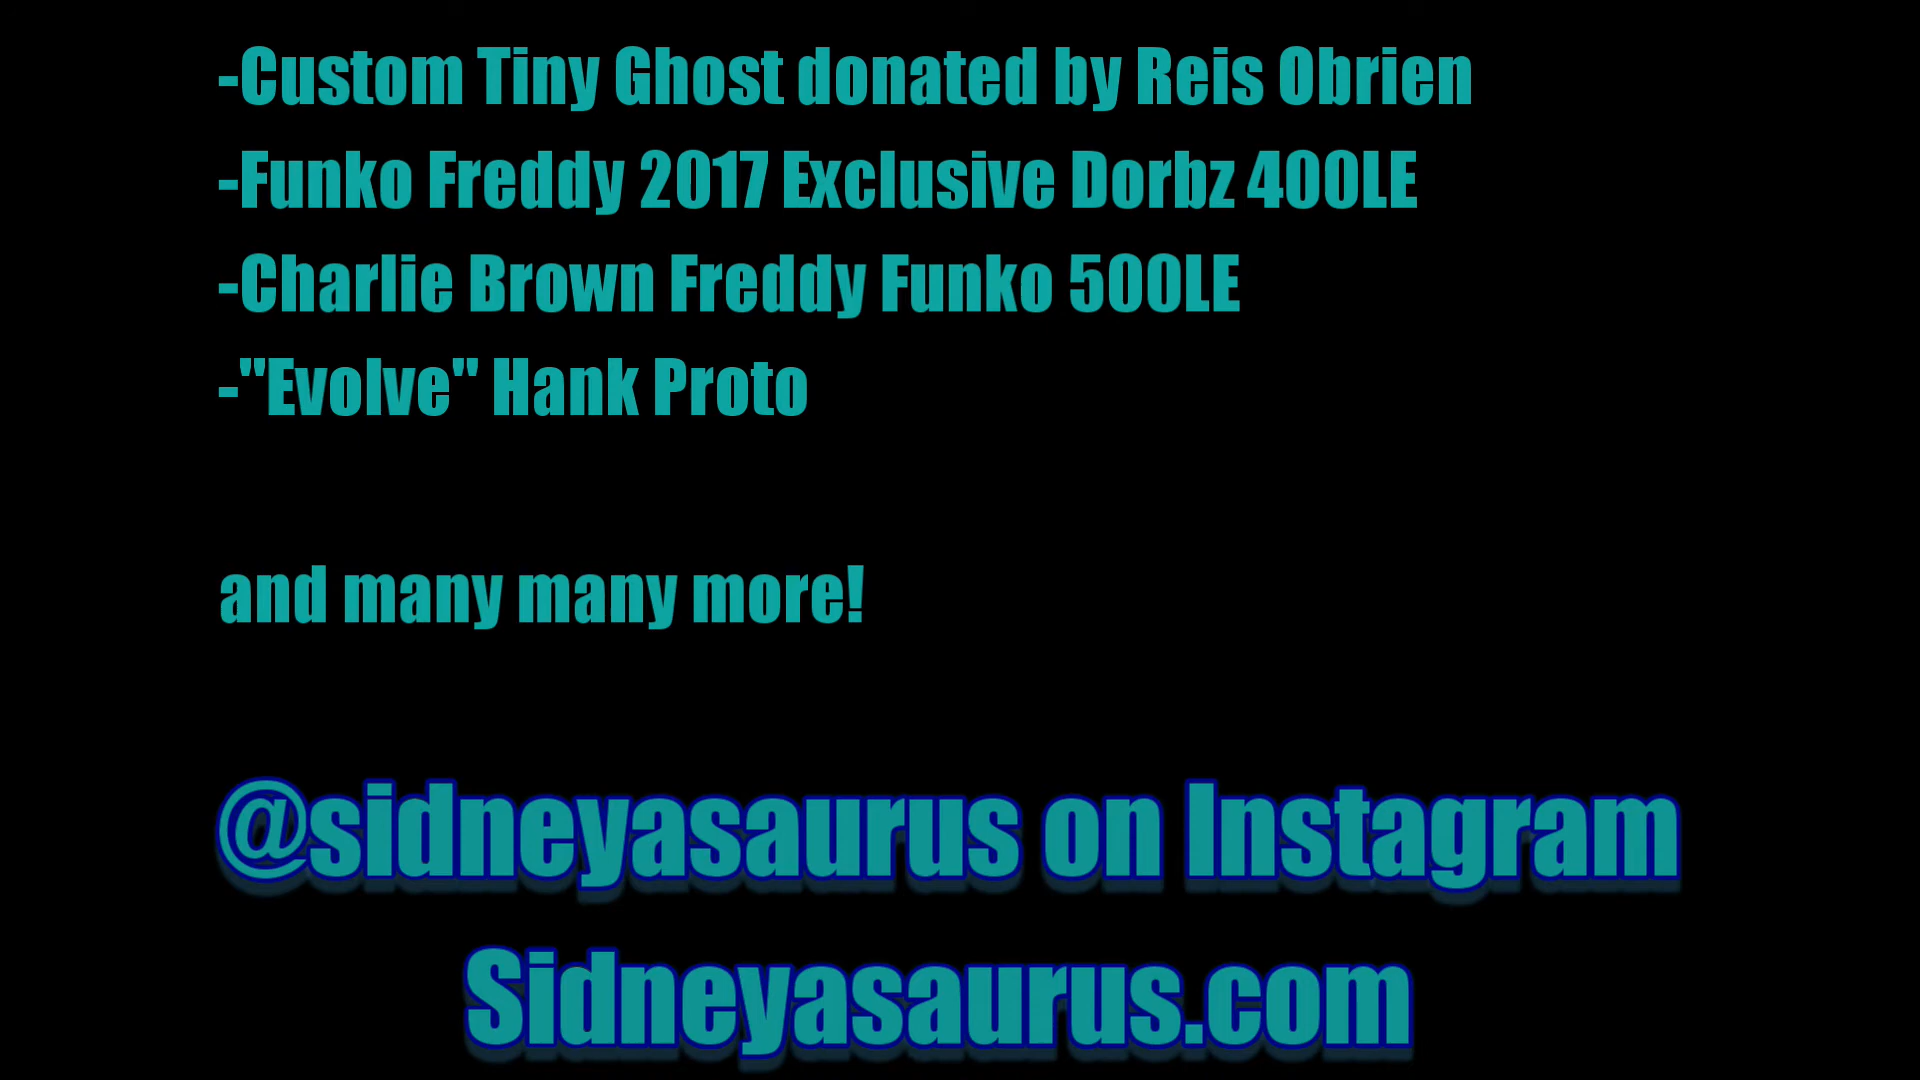 -Custom Tiny Ghost donated by Reis Obrien
-Funko Freddy 2017 Exclusive Dorbz 400LE
-Charlie Brown Freddy Funko 500LE
-"Evolve" Hank Proto
and many many more!
@sidneyasaurus on Instagram
Sidneyasaurus.com